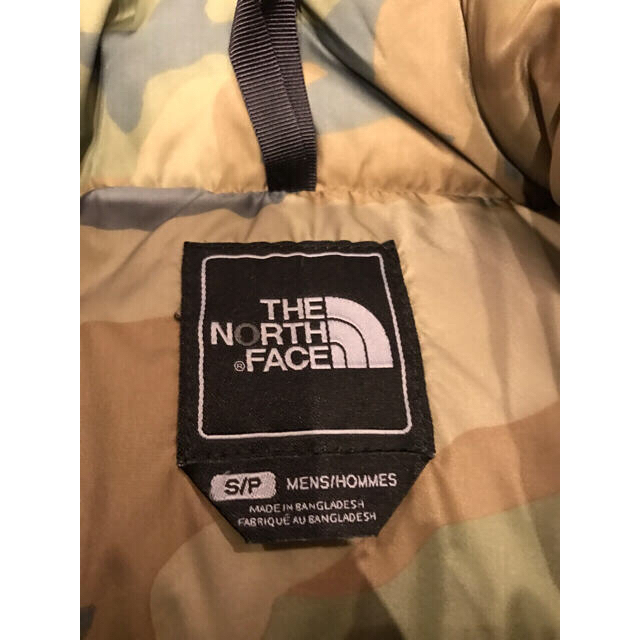 THE
NORTH
® FACE
S/P MENS/HOMMES
MADE IN BANGLADESH
FABRIQUÉ AU BANGLADESH